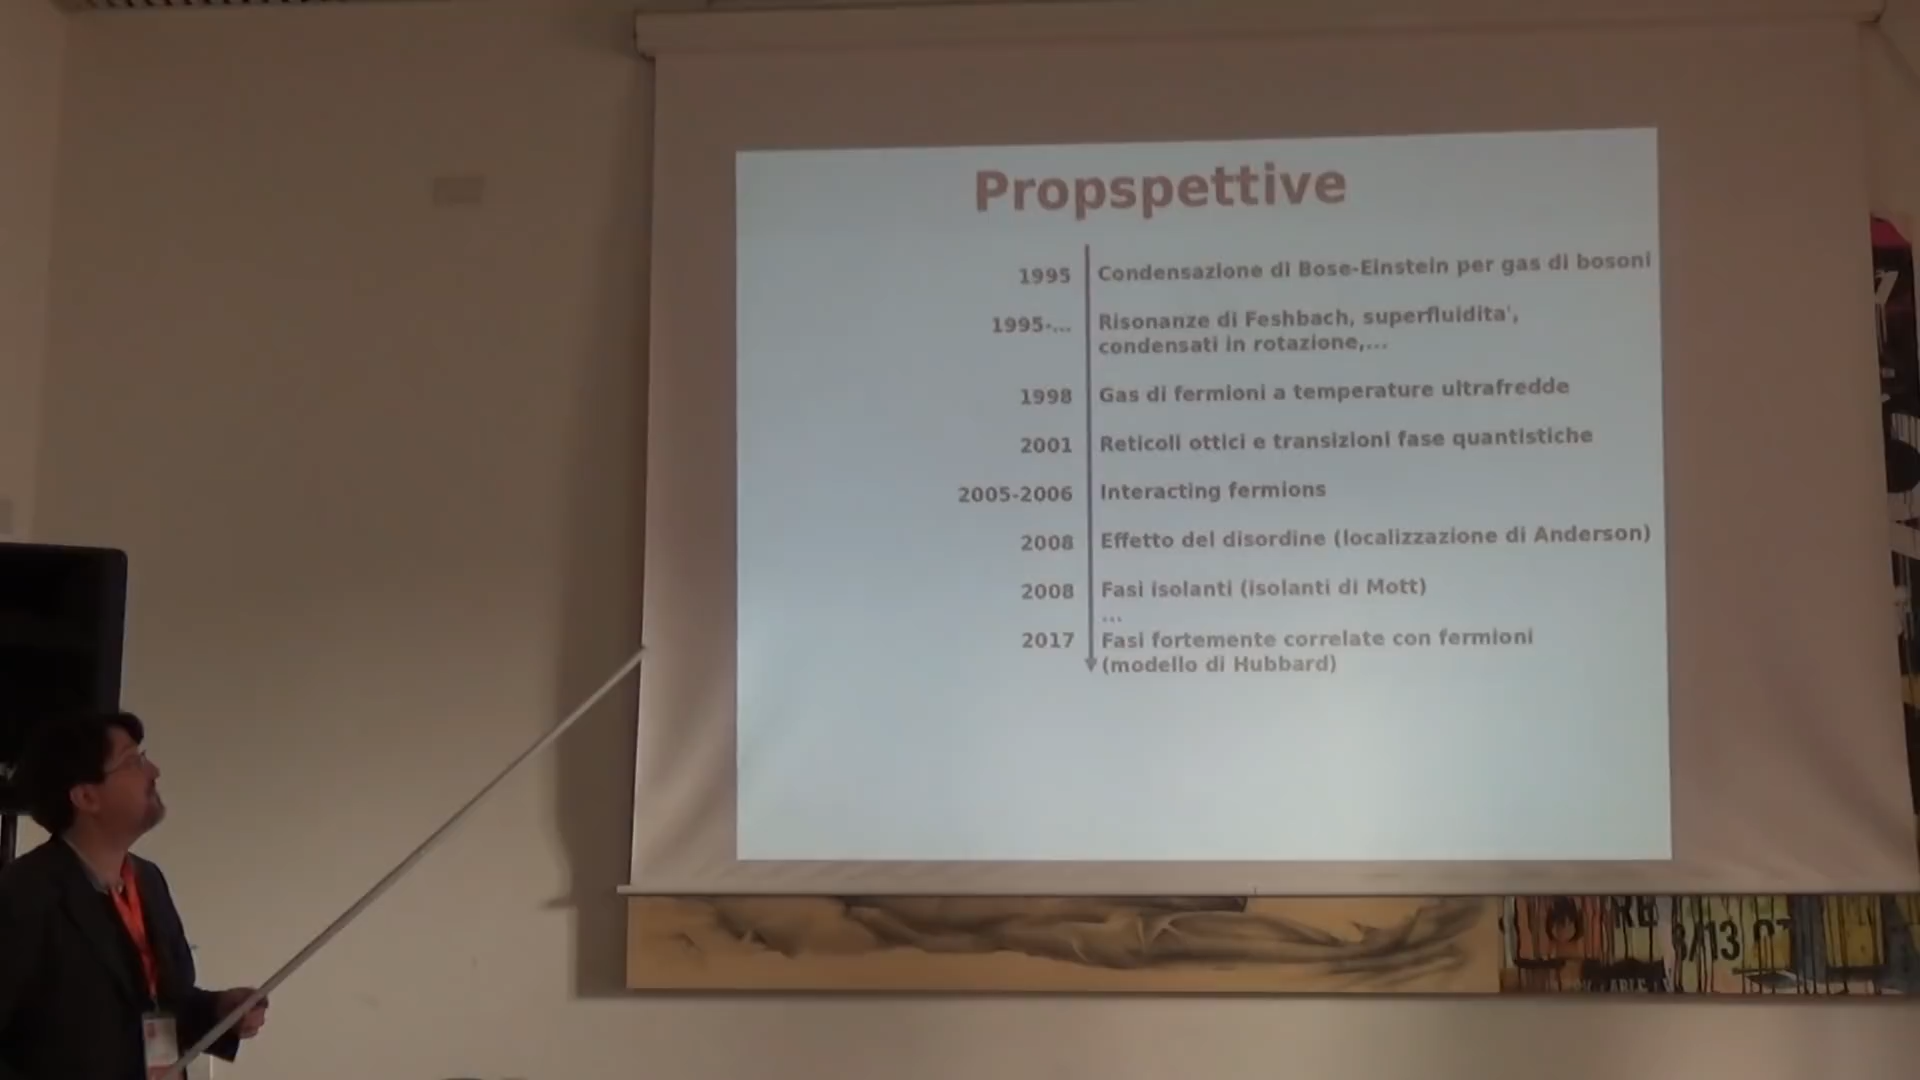 Propspettive
1995 Condensazione di Bose-Einstein per gas di bosoni
1995-... Risonanze di Feshbach, superfluidita',
condensati in rotazione,...
1998 Gas di fermioni a temperature ultrafredde
2001 Reticoli ottici e transizioni fase quantistiche
2005-2006 Interacting fermions
2008 Effetto del disordine (localizzazione di Anderson)
2008 Fasi isolanti (isolanti di Mott)
...
2017 Fasi fortemente correlate con fermioni
(modello di Hubbard)